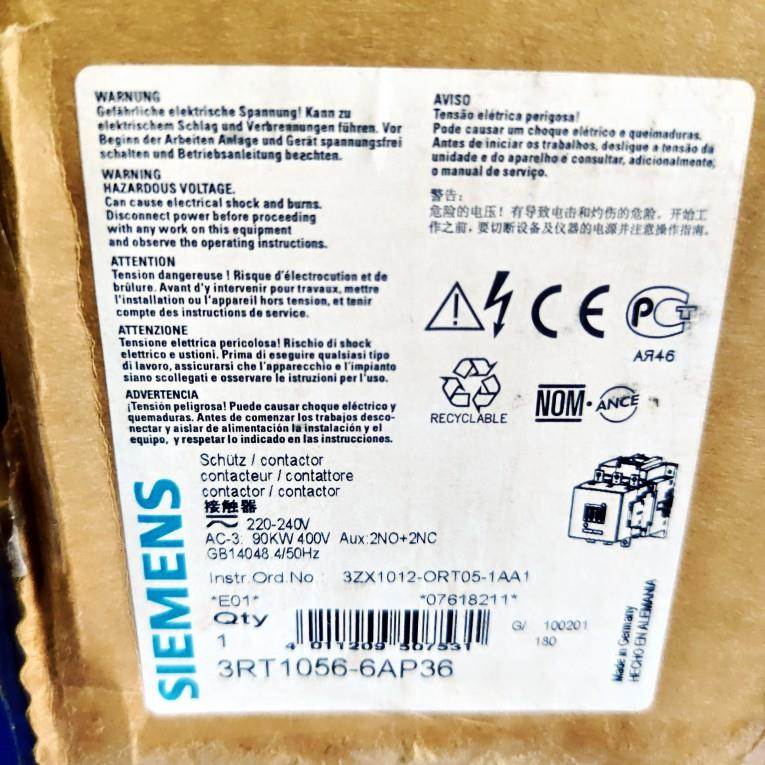 WARNUNG
Gefährliche elektrische Spannung! Kann zu
elektrischem Schlag und Verbrennungen führen. Vor
Beginn der Arbeiten Anlage und Gerät spannungsfrei
schalten und Betriebsanleitung beachten.
WARNING
HAZARDOUS VOLTAGE.
Can cause electrical shock and burns.
Disconnect power before proceeding
with any work on this equipment
and observe the operating instructions.
ATTENTION
Tension dangereuse ! Risque d'électrocution et de
brûlure. Avant d'y intervenir pour travaux, mettre
l'installation ou l'appareil hors tension, et tenir
compte des instructions de service.
ATTENZIONE
Tensione elettrica pericolosa! Rischio di shock
elettrico e ustioni. Prima di eseguire qualsiasi tipo
di lavoro, assicurarsi che l'apparecchio e l'impianto
siano scollegati e osservare le istruzioni per l'uso.
ADVERTENCIA
¡Tensión peligrosa! Puede causar choque eléctrico y
quemaduras. Antes de comenzar los trabajos desco-
nectar y aislar de alimentación la instalación y el
equipo, y respetar lo indicado en las instrucciones.
AVISO
Tensão elétrica perigosa!
Pode causar um choque elétrico e queimaduras.
Antes de iniciar os trabalhos, desligue a tensão da
unidade e do aparelho e consultar, adicionalmente,
o manual de serviço.
警告:
危险的电压! 有导致电击和灼伤的危险。开始工
作之前, 要切断设备及仪器的电源并注意操作指南。
CE
РСТ
АЯ46
RECYCLABLE
NOM-ANCE
SIEMENS
Schütz / contactor
contacteur / contattore
contactor / contactor
接触器
220-240V
AC-3: 90KW 400V Aux:2NO+2NC
GB14048.4/50Hz
Instr.Ord.No.: 3ZX1012-ORT05-1AA1
*E01* *07618211*
Qty
1
4 011209 507531
G/ 100201
180
3RT1056-6AP36
Made in Germany
HECHO EN ALEMANIA